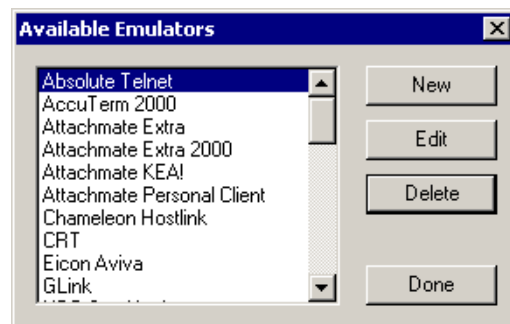 Available Emulators
Absolute Telnet
AccuTerm 2000
Attachmate Extra
Attachmate Extra 2000
Attachmate KEA!
Attachmate Personal Client
Chameleon Hostlink
CRT
Eicon Aviva
GLink
New
Edit
Delete
Done